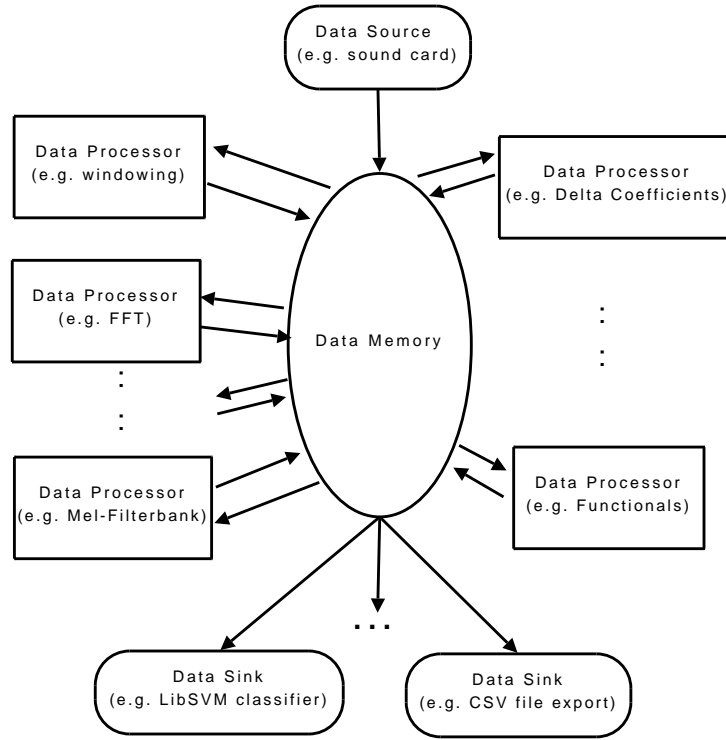 Data Source
(e.g. sound card)
Data Processor
(e.g. windowing)
Data Processor
(e.g. Delta Coefficients)
Data Processor
(e.g. FFT)
:
:
Data Memory
:
:
Data Processor
(e.g. Mel-Filterbank)
Data Processor
(e.g. Functionals)
...
Data Sink
(e.g. LibSVM classifier)
Data Sink
(e.g. CSV file export)